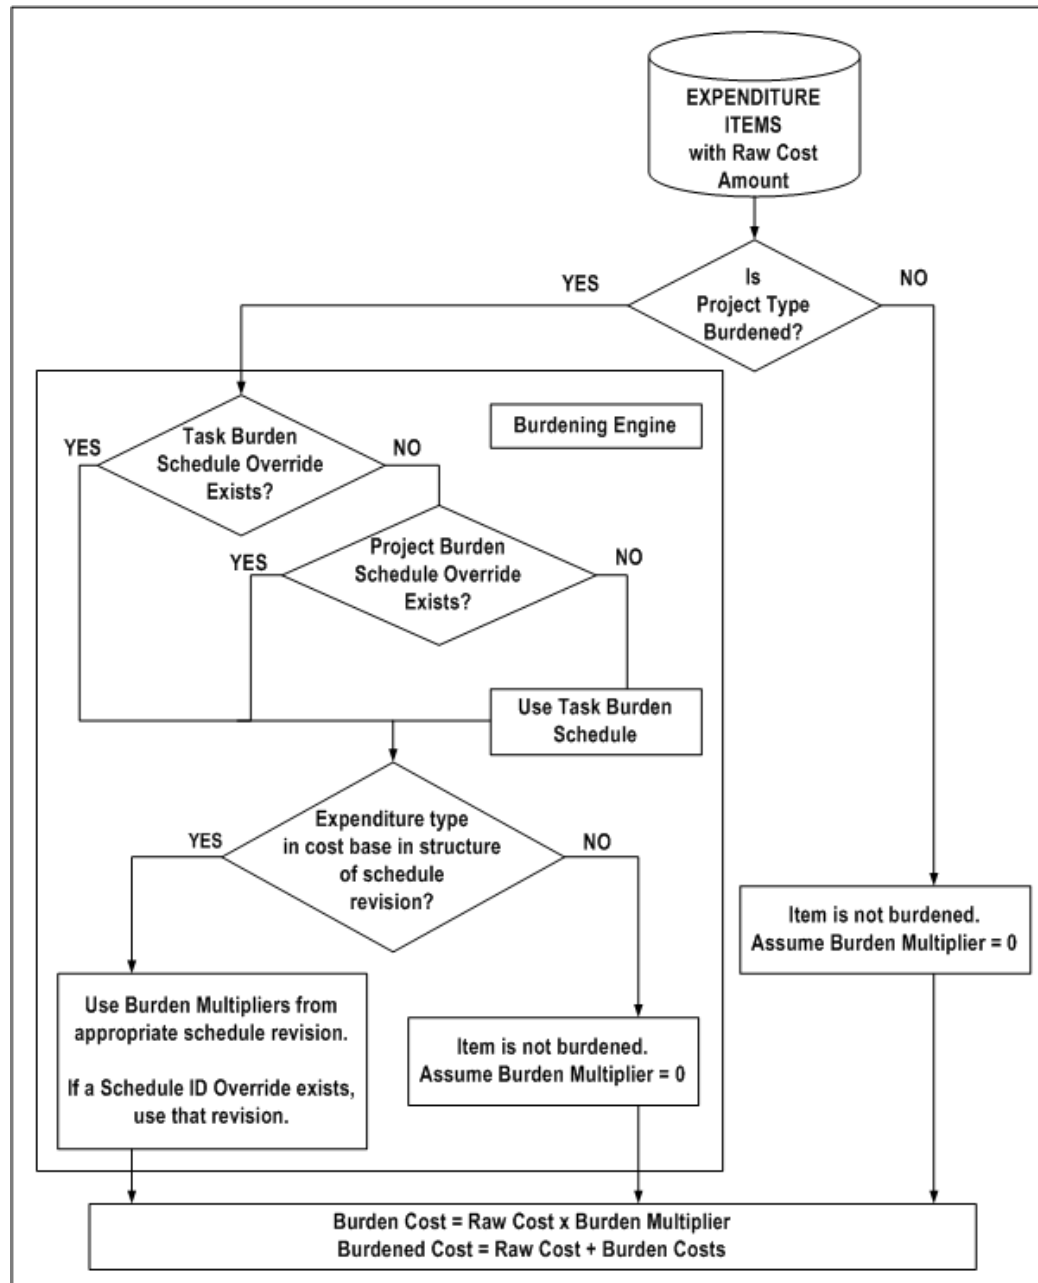 EXPENDITURE
ITEMS
with Raw Cost
Amount
YES
Is
Project Type
Burdened?
NO
Burdening Engine
YES
Task Burden
Schedule Override
Exists?
NO
YES
Project Burden
Schedule Override
Exists?
NO
Use Task Burden
Schedule
YES
Expenditure type
in cost base in structure
of schedule
revision?
NO
Item is not burdened.
Assume Burden Multiplier = 0
Use Burden Multipliers from
appropriate schedule revision.
If a Schedule ID Override exists,
use that revision.
Item is not burdened.
Assume Burden Multiplier = 0
Burden Cost = Raw Cost x Burden Multiplier
Burdened Cost = Raw Cost + Burden Costs